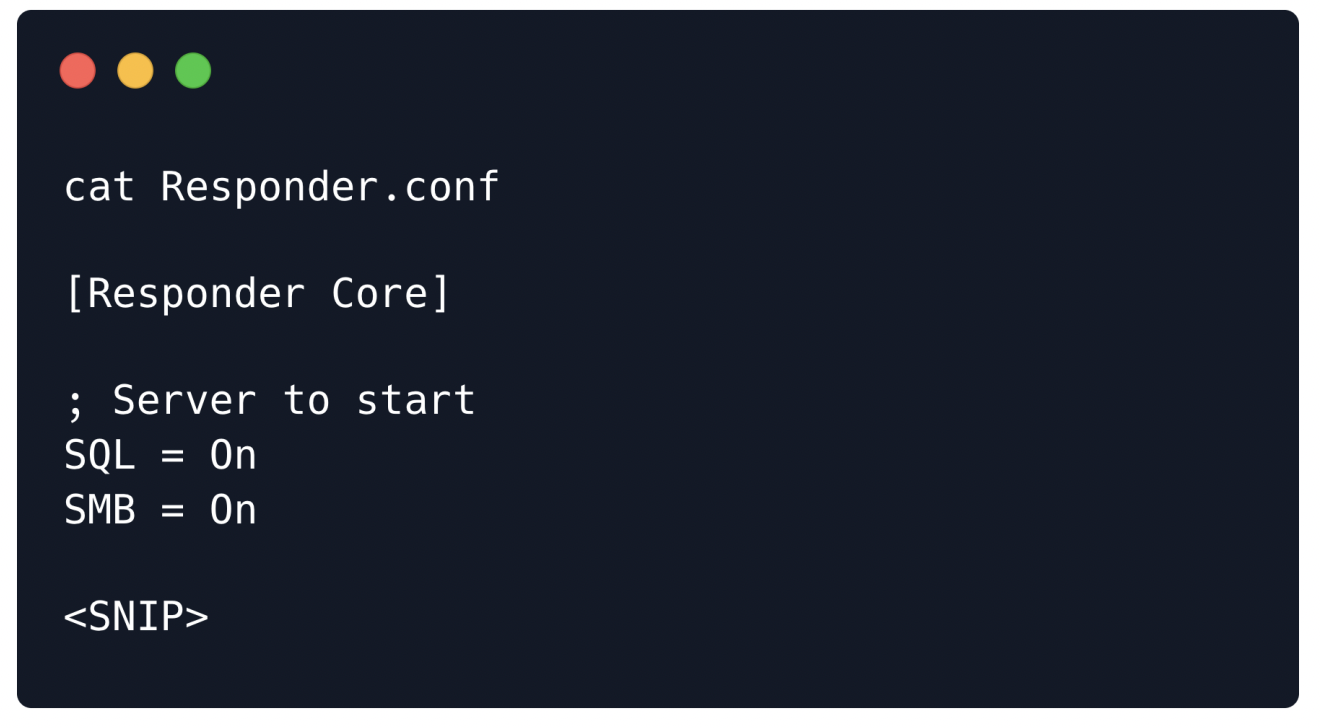 cat Responder.conf
[Responder Core]
; Server to start
SQL = On
SMB = On
<SNIP>